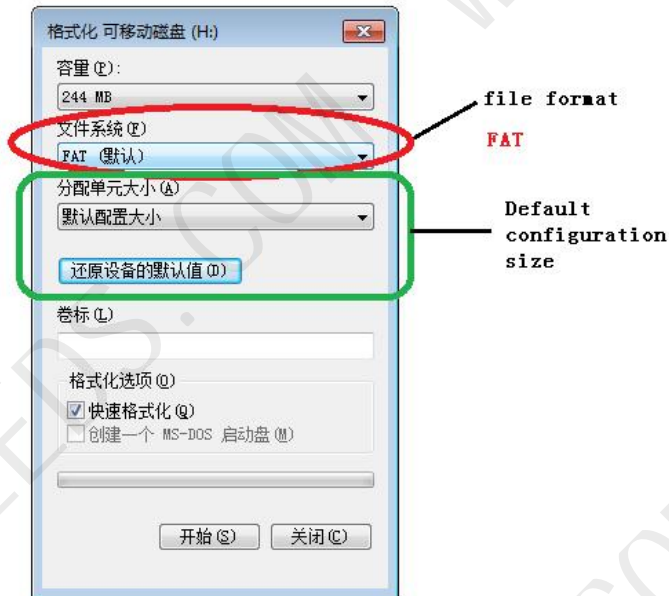 格式化 可移动磁盘 (H:)
容量(P):
244 MB
文件系统(F)
FAT (默认)
file format
FAT
分配单元大小(A)
默认配置大小
Default
configuration
size
还原设备的默认值(D)
卷标(L)
格式化选项(O)
快速格式化(Q)
创建一个 MS-DOS 启动盘(M)
开始(S)
关闭(C)